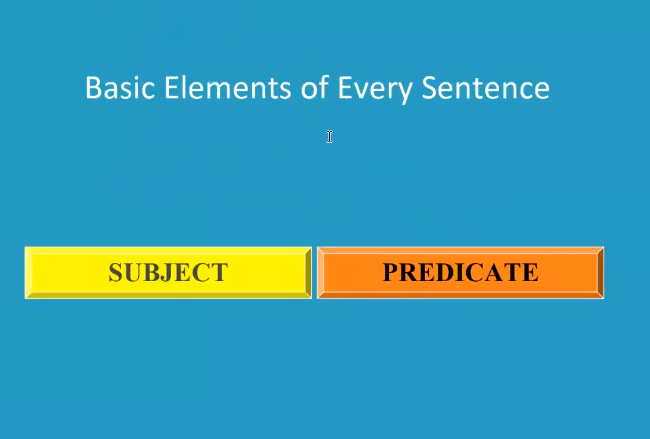 Basic Elements of Every Sentence
SUBJECT
PREDICATE